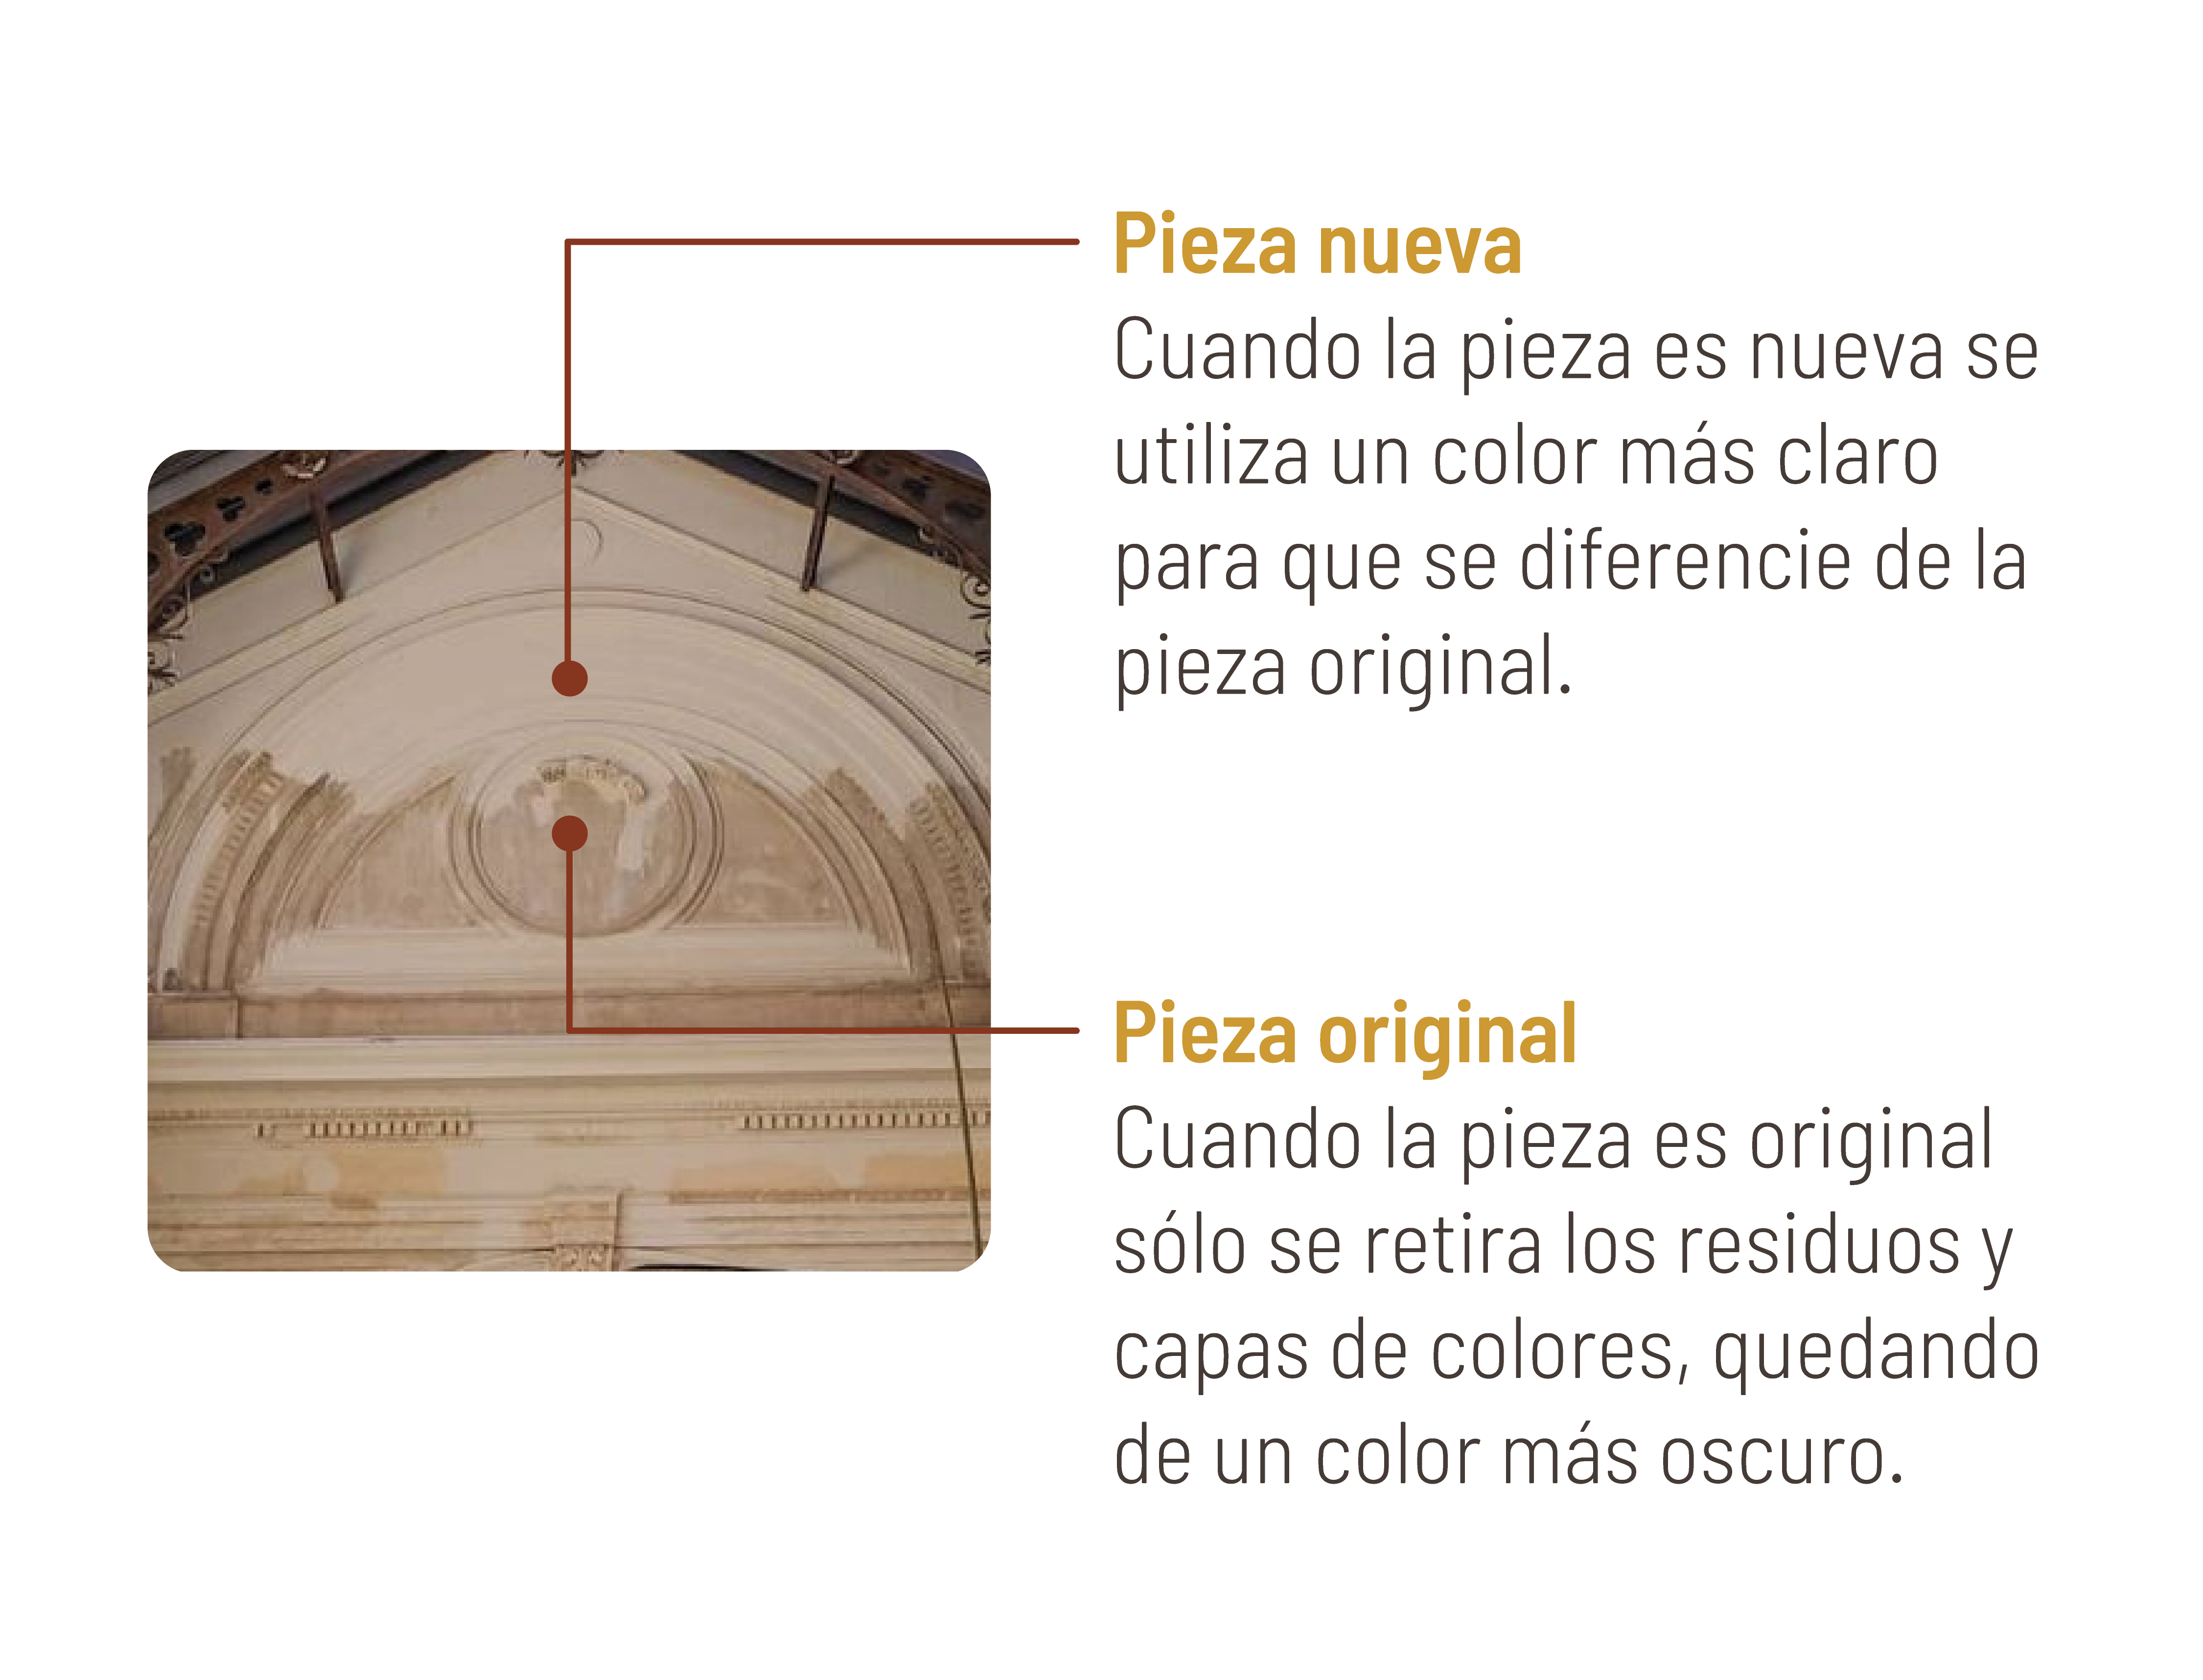 Pieza nueva
Cuando la pieza es nueva se
utiliza un color más claro
para que se diferencie de la
pieza original.
Pieza original
Cuando la pieza es original
sólo se retira los residuos y
capas de colores, quedando
de un color más oscuro.